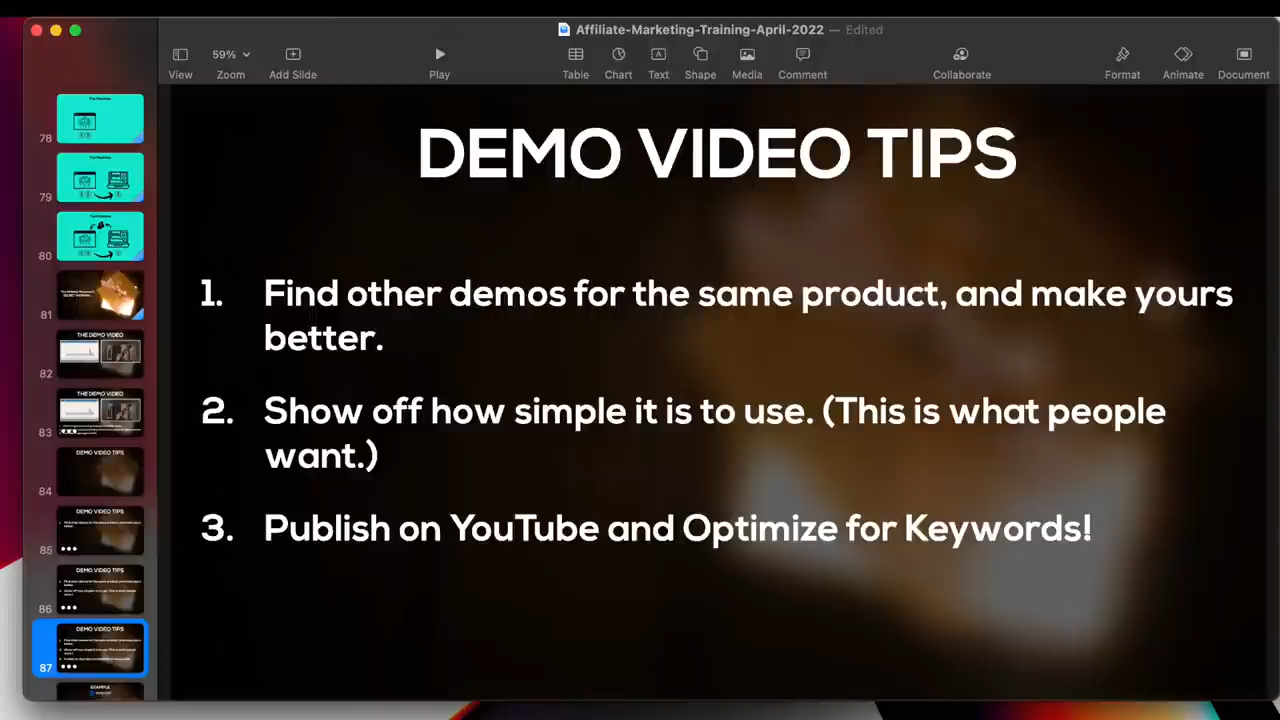 Affiliate-Marketing-Training-April-2022 — Edited
59%
View Zoom Add Slide Play Table Chart Text Shape Media Comment Collaborate Format Animate Document
78
79
80
81
82
THE DEMO VIDEO
83
THE DEMO VIDEO
84
DEMO VIDEO TIPS
85
DEMO VIDEO TIPS
86
DEMO VIDEO TIPS
87
DEMO VIDEO TIPS
EXAMPLE
DEMO VIDEO TIPS
1. Find other demos for the same product, and make yours
better.
2. Show off how simple it is to use. (This is what people
want.)
3. Publish on YouTube and Optimize for Keywords!